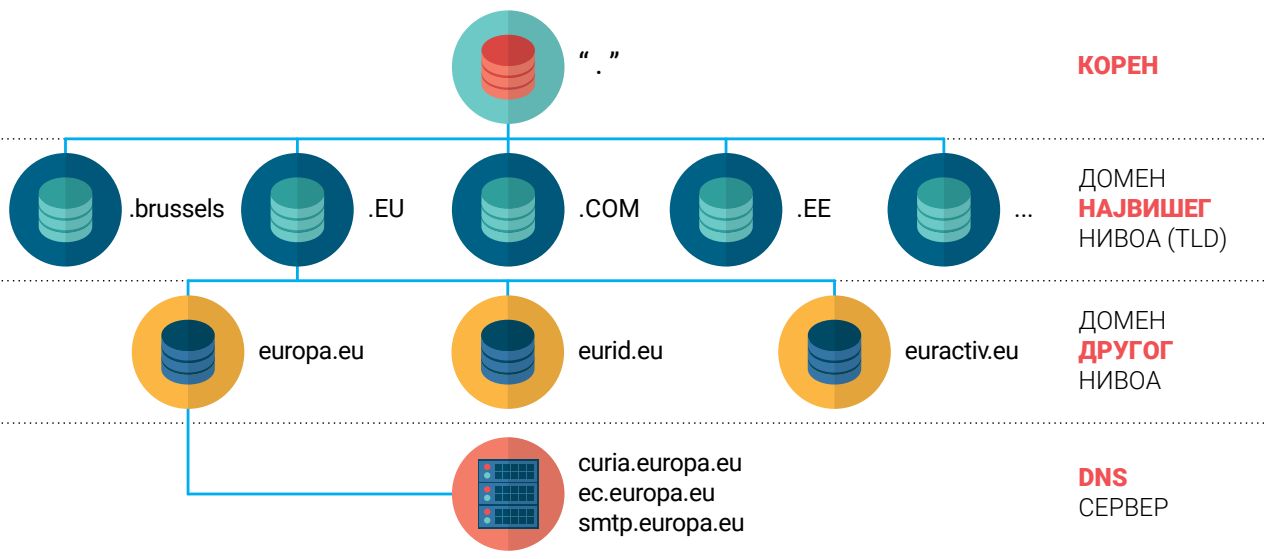 “ . ”
КОРЕН
.brussels
.EU
.COM
.EE
...
ДОМЕН
НАЈВИШЕГ
НИВОА (TLD)
europa.eu
eurid.eu
euractiv.eu
ДОМЕН
ДРУГОГ
НИВОА
curia.europa.eu
ec.europa.eu
smtp.europa.eu
DNS
СЕРВЕР